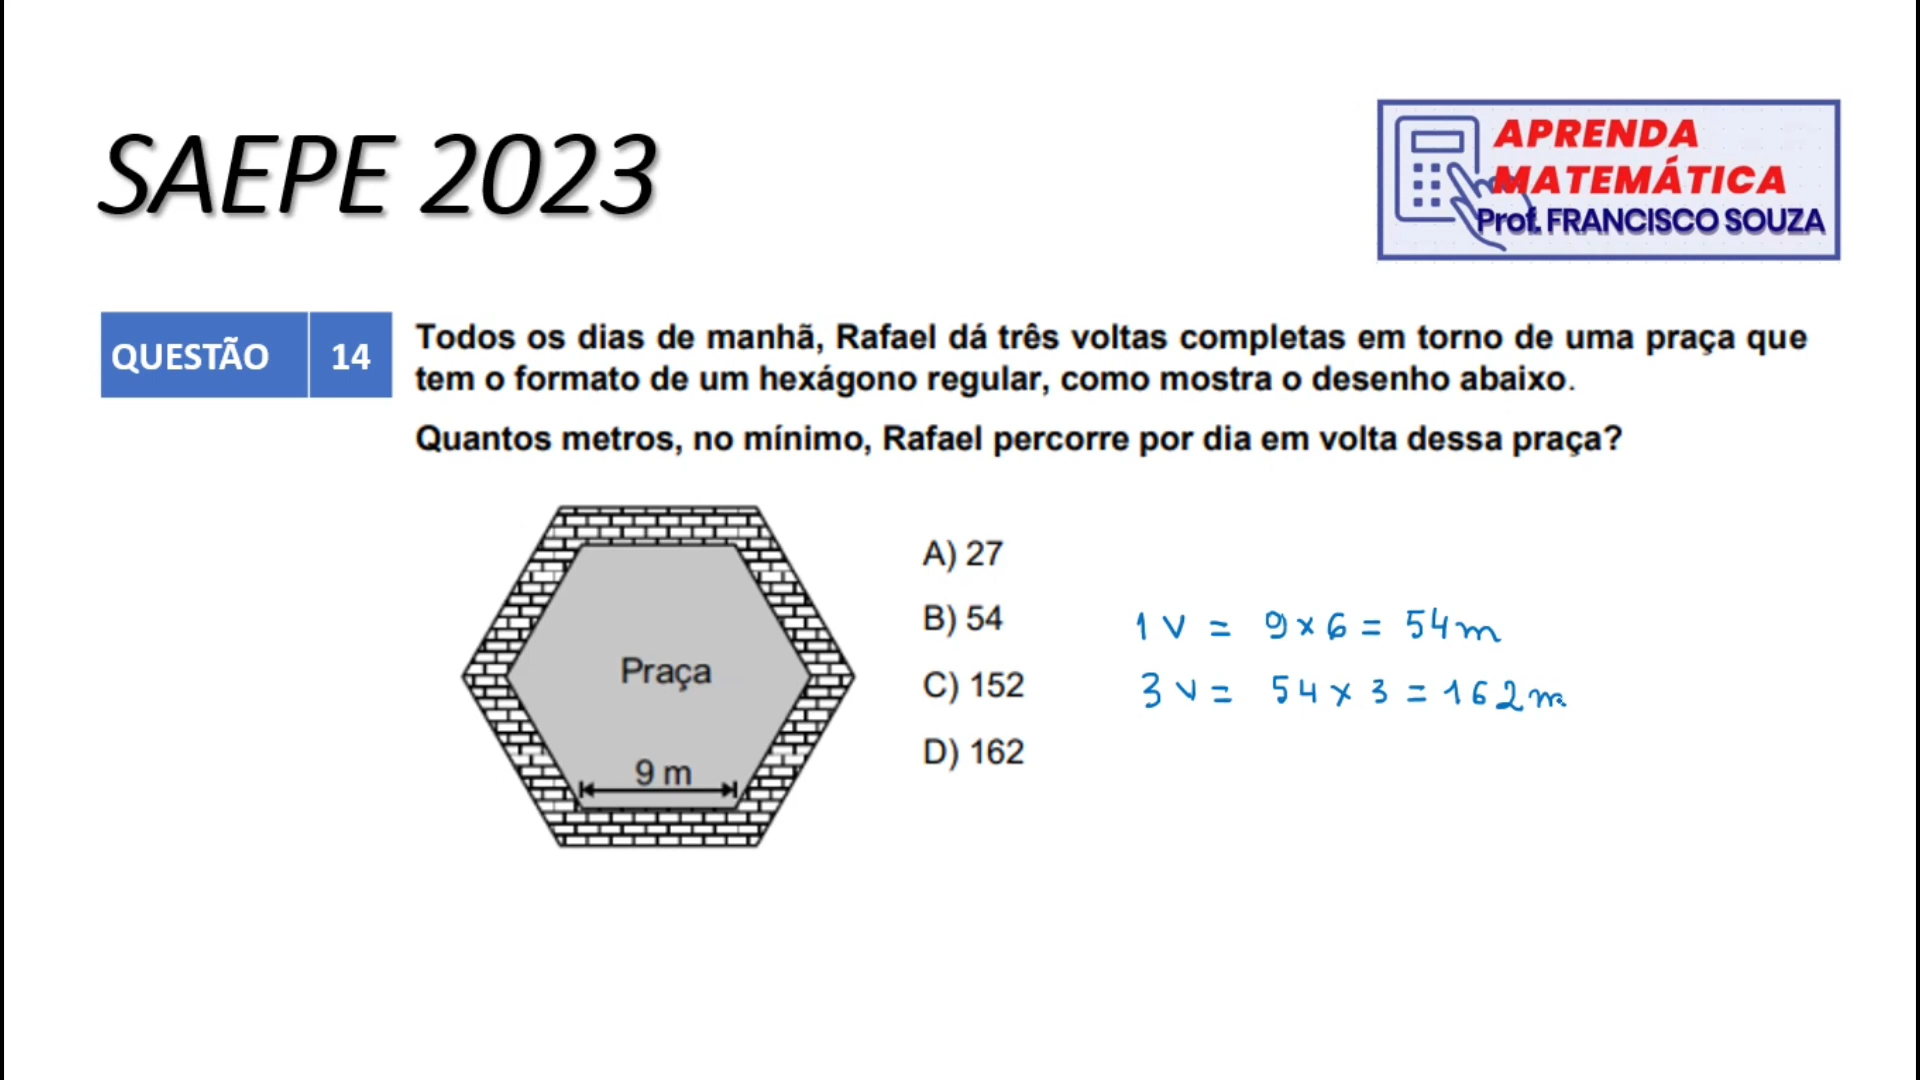 SAEPE 2023
APRENDA
MATEMÁTICA
Prof. FRANCISCO SOUZA
QUESTÃO 14
Todos os dias de manhã, Rafael dá três voltas completas em torno de uma praça que
tem o formato de um hexágono regular, como mostra o desenho abaixo.
Quantos metros, no mínimo, Rafael percorre por dia em volta dessa praça?
Praça
9 m
A) 27
B) 54
C) 152
D) 162
1 v = 9 x 6 = 54 m
3 v = 54 x 3 = 162 m